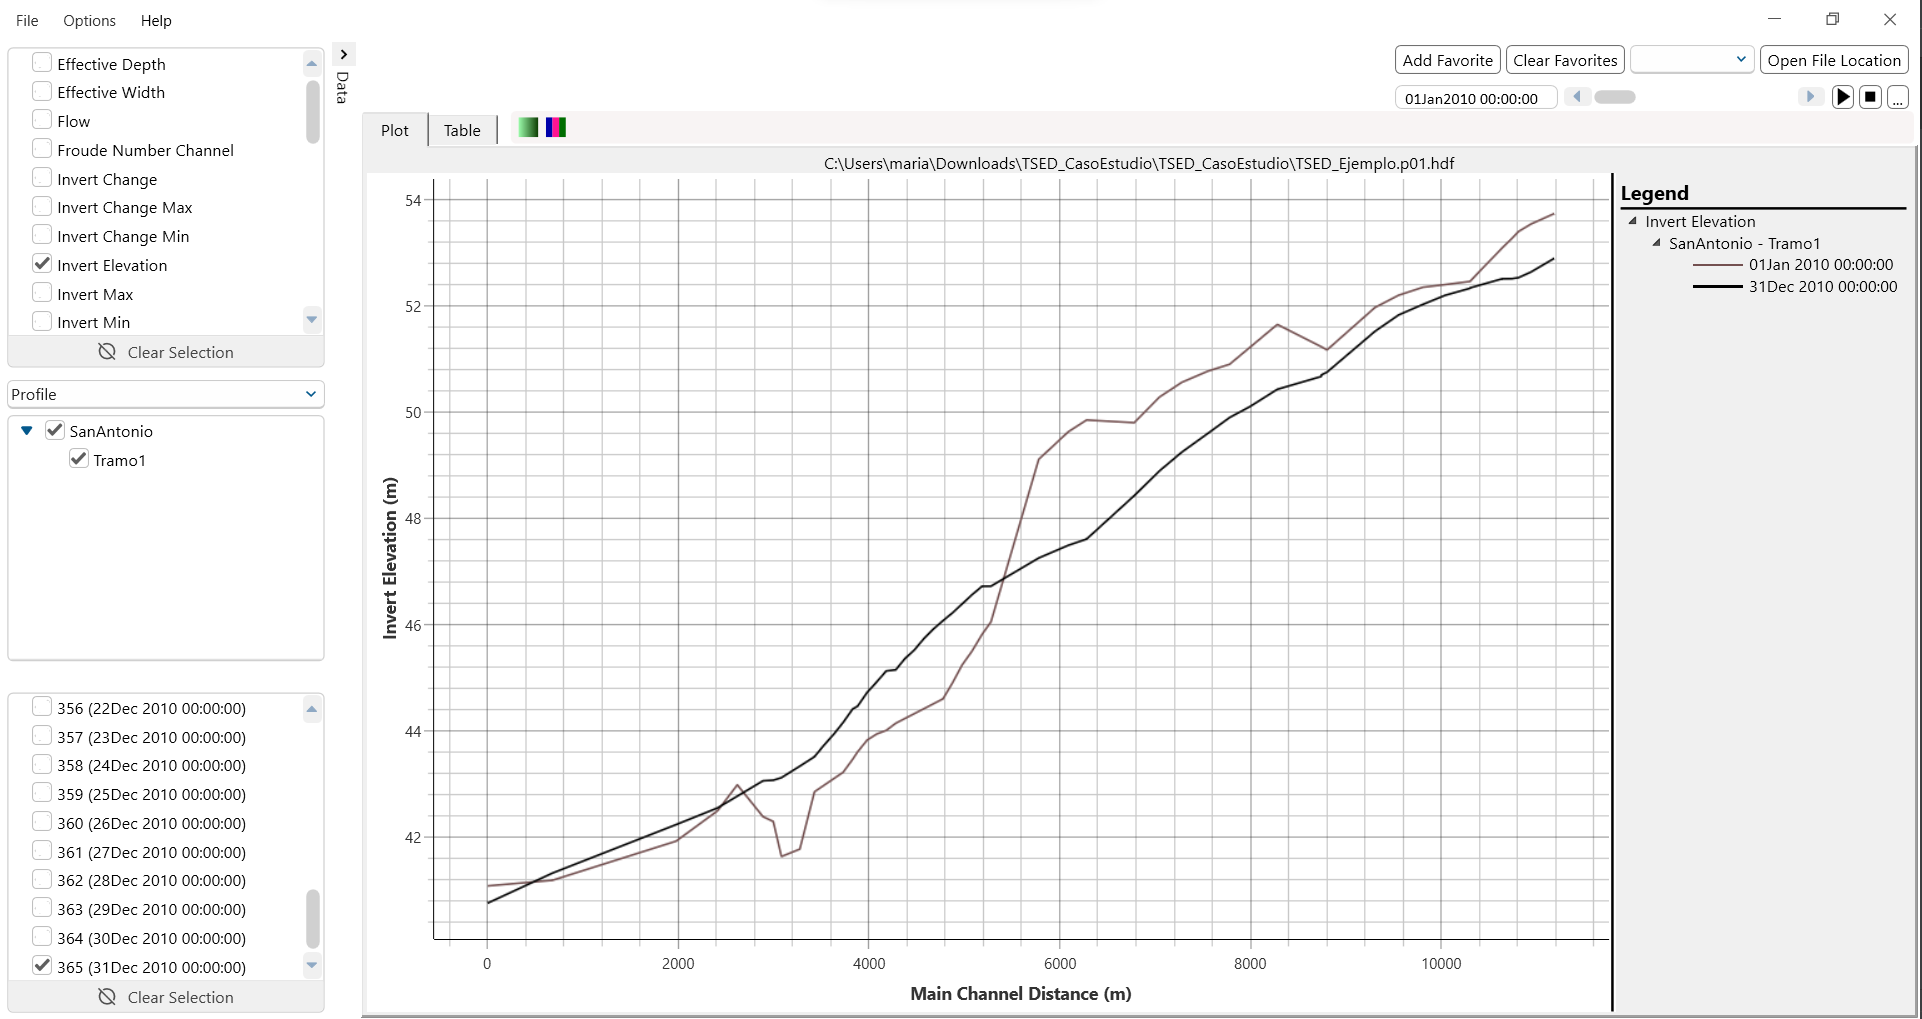 File Options Help
Effective Depth
Effective Width
Flow
Froude Number Channel
Invert Change
Invert Change Max
Invert Change Min
Invert Elevation
Invert Max
Invert Min
Clear Selection
Profile
SanAntonio
Tramo1
356 (22Dec 2010 00:00:00)
357 (23Dec 2010 00:00:00)
358 (24Dec 2010 00:00:00)
359 (25Dec 2010 00:00:00)
360 (26Dec 2010 00:00:00)
361 (27Dec 2010 00:00:00)
362 (28Dec 2010 00:00:00)
363 (29Dec 2010 00:00:00)
364 (30Dec 2010 00:00:00)
365 (31Dec 2010 00:00:00)
Clear Selection
Data
Add Favorite Clear Favorites Open File Location
01Jan2010 00:00:00 ...
Plot Table
C:\Users\maria\Downloads\TSED_CasoEstudio\TSED_CasoEstudio\TSED_Ejemplo.p01.hdf
Invert Elevation (m)
54
52
50
48
46
44
42
0 2000 4000 6000 8000 10000
Main Channel Distance (m)
Legend
Invert Elevation
SanAntonio - Tramo1
01Jan 2010 00:00:00
31Dec 2010 00:00:00